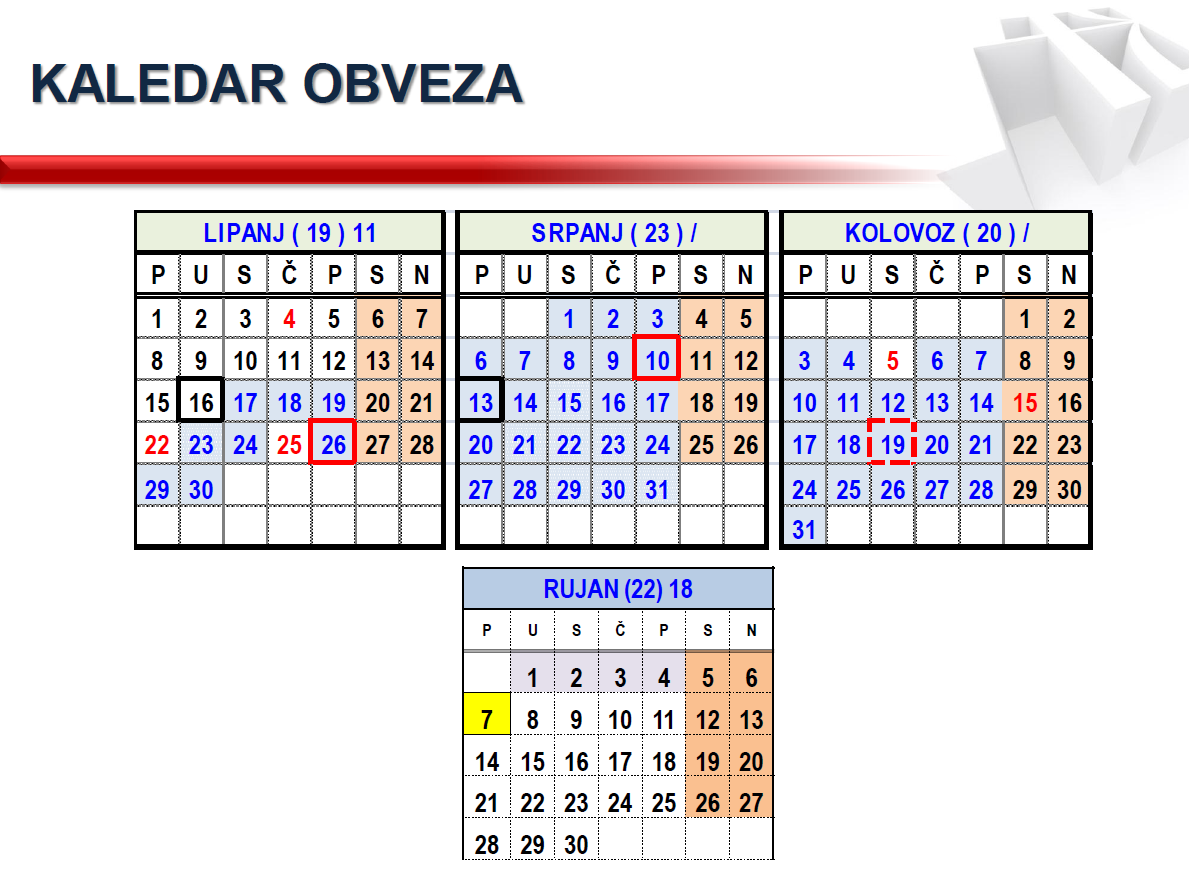 KALEDAR OBVEZA
LIPANJ ( 19 ) 11
P U S Č P S N
1 2 3 4 5 6 7
8 9 10 11 12 13 14
15 16 17 18 19 20 21
22 23 24 25 26 27 28
29 30
SRPANJ ( 23 ) /
P U S Č P S N
1 2 3 4 5
6 7 8 9 10 11 12
13 14 15 16 17 18 19
20 21 22 23 24 25 26
27 28 29 30 31
KOLOVOZ ( 20 ) /
P U S Č P S N
1 2
3 4 5 6 7 8 9
10 11 12 13 14 15 16
17 18 19 20 21 22 23
24 25 26 27 28 29 30
31
RUJAN (22) 18
P U S Č P S N
1 2 3 4 5 6
7 8 9 10 11 12 13
14 15 16 17 18 19 20
21 22 23 24 25 26 27
28 29 30